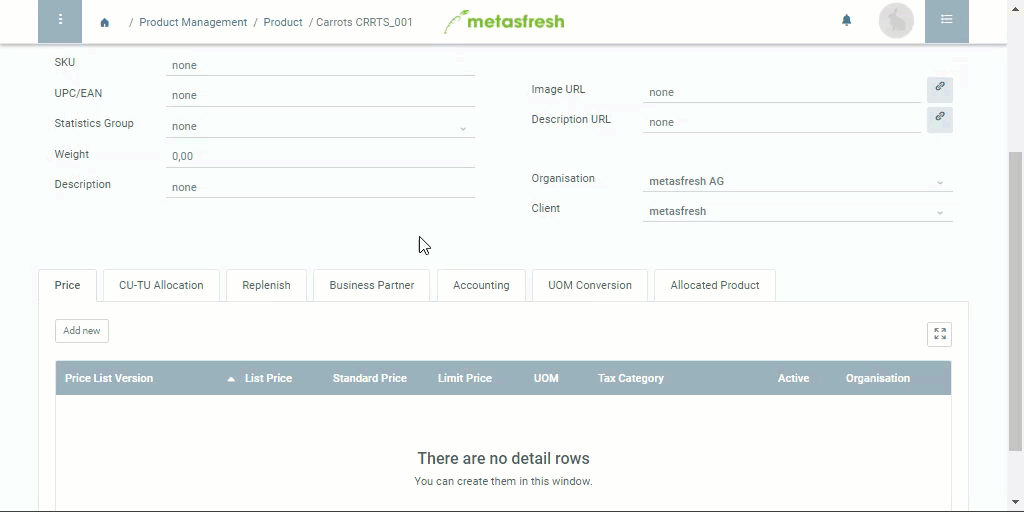 / Product Management / Product / Carrots CRRTS_001
metasfresh
SKU none
UPC/EAN none
Statistics Group none
Weight 0,00
Description none
Image URL none
Description URL none
Organisation metasfresh AG
Client metasfresh
Price CU-TU Allocation Replenish Business Partner Accounting UOM Conversion Allocated Product
Add new
Price List Version List Price Standard Price Limit Price UOM Tax Category Active Organisation
There are no detail rows
You can create them in this window.